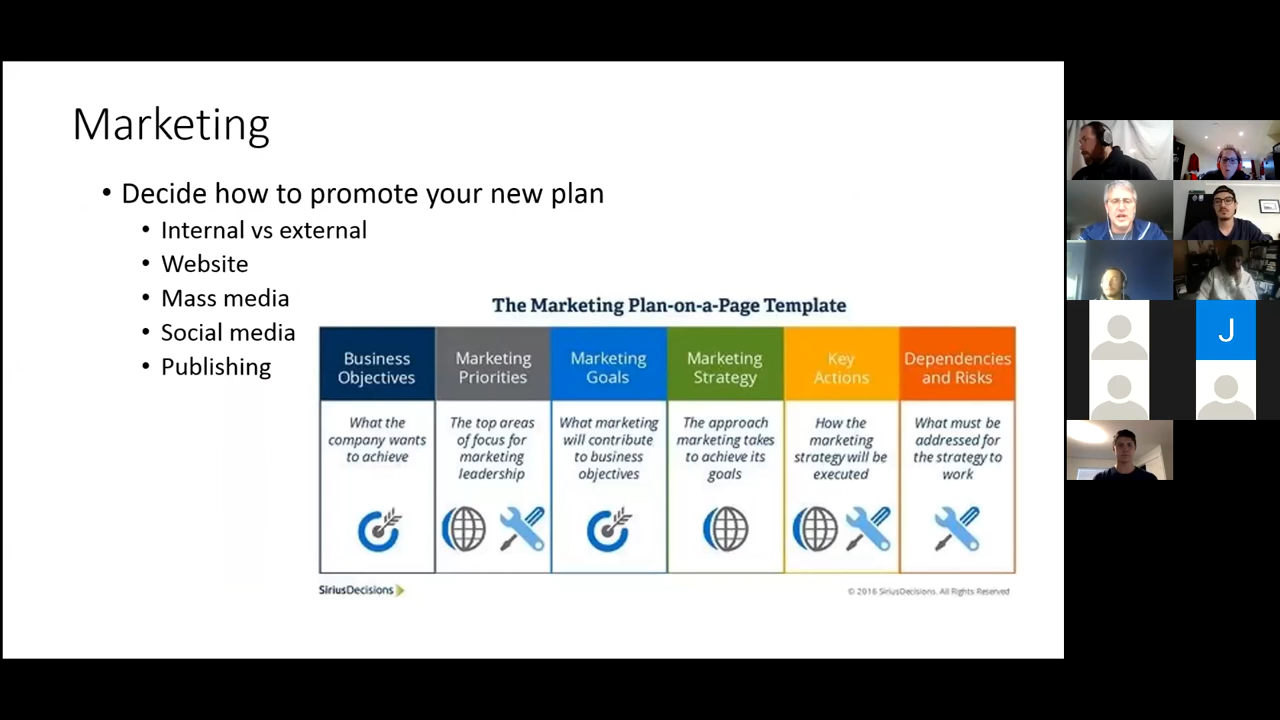 Marketing
• Decide how to promote your new plan
• Internal vs external
• Website
• Mass media
• Social media
• Publishing
The Marketing Plan-on-a-Page Template
Business
Objectives
What the
company wants
to achieve
Marketing
Priorities
The top areas
of focus for
marketing
leadership
Marketing
Goals
What marketing
will contribute
to business
objectives
Marketing
Strategy
The approach
marketing takes
to achieve its
goals
Key
Actions
How the
marketing
strategy will be
executed
Dependencies
and Risks
What must be
addressed for
the strategy to
work
SiriusDecisions
© 2016 SiriusDecisions. All Rights Reserved
J